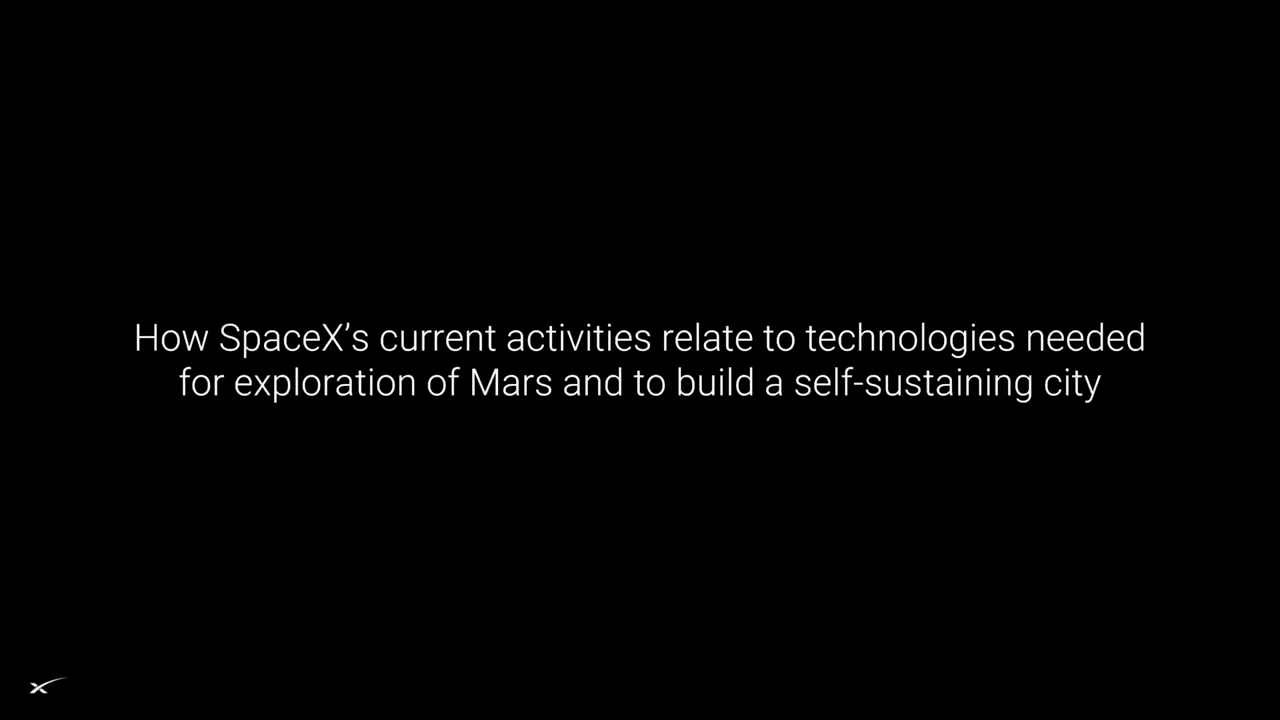 How SpaceX’s current activities relate to technologies needed
for exploration of Mars and to build a self-sustaining city